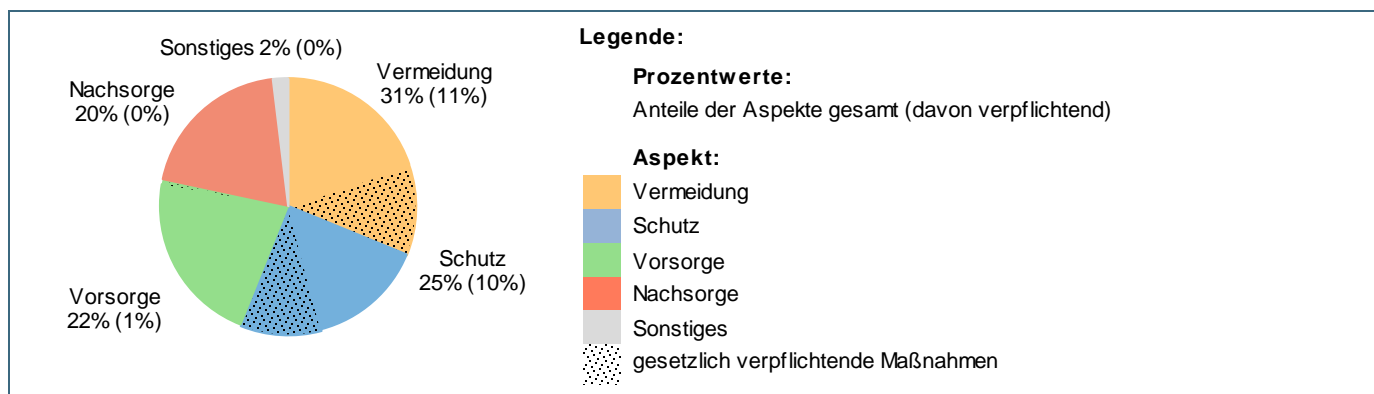 Sonstiges 2% (0%)
Vermeidung
31% (11%)
Nachsorge
20% (0%)
Schutz
25% (10%)
Vorsorge
22% (1%)
Legende:
Prozentwerte:
Anteile der Aspekte gesamt (davon verpflichtend)
Aspekt:
Vermeidung
Schutz
Vorsorge
Nachsorge
Sonstiges
gesetzlich verpflichtende Maßnahmen